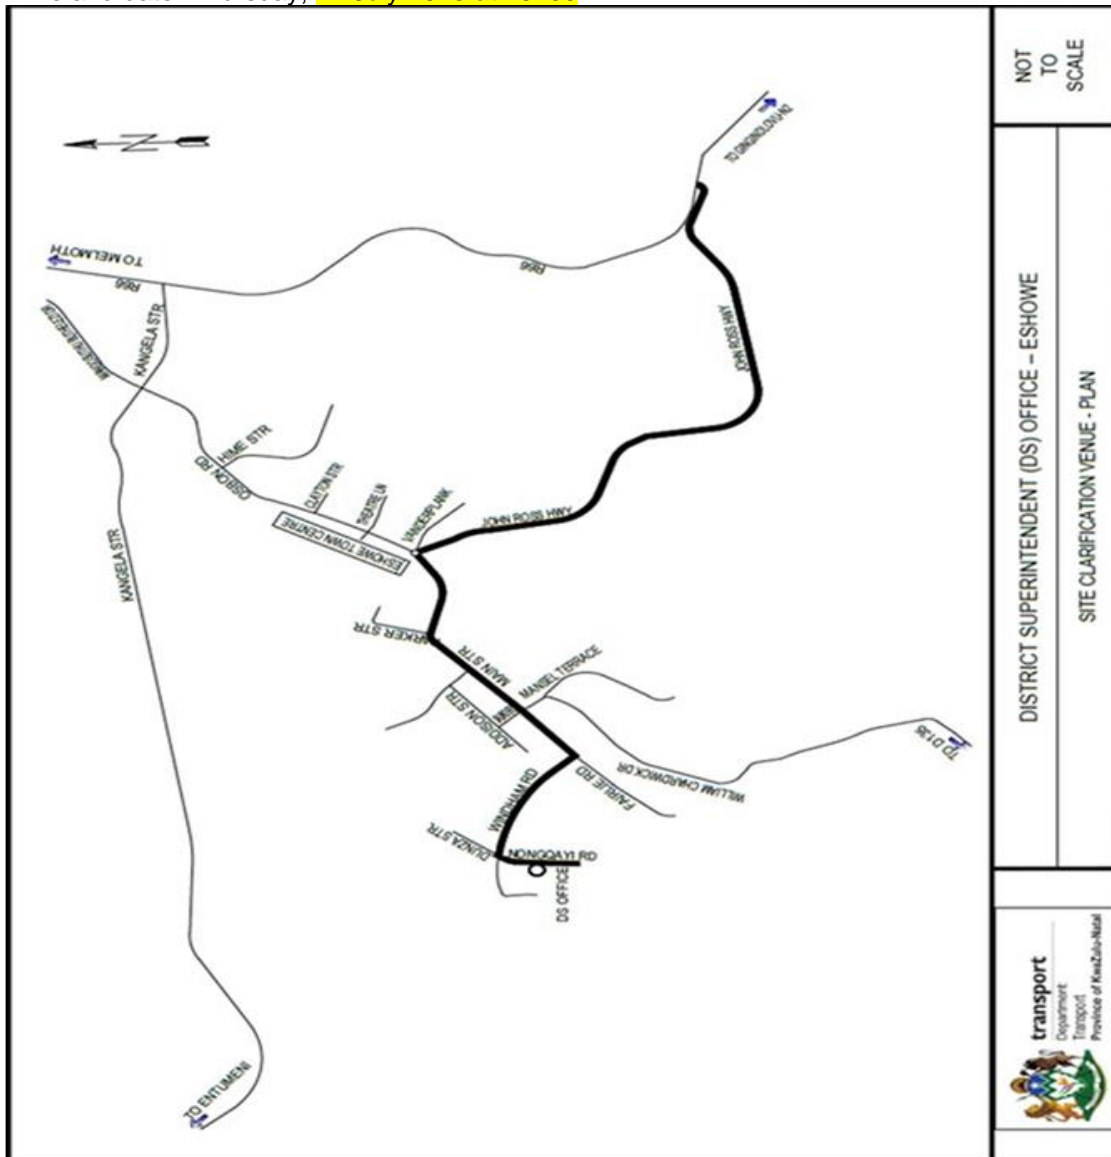 NOT
TO
SCALE
DISTRICT SUPERINTENDENT (DS) OFFICE – ESHOWE
SITE CLARIFICATION VENUE - PLAN
transport
Department
Transport
Province of KwaZulu-Natal
N
TO GINGINDLOVU-N2
TO MELMOTH
R66
R66
KANGELA STR
KANGELA STR
HIME STR
OSBORN RD
CLAYTON STR
THEATRE LN
ESHOWE TOWN CENTRE
VANDERPLANK
JOHN ROSS HWY
JOHN ROSS HWY
ARKER STR
MAIN STR
ADDISON STR
MANSEL TERRACE
WILLIAM CHARDWICK DR
TO D135
FAIRLIE RD
WINDHAM RD
DUNZA STR
NONGQAYI RD
DS OFFICE
TO ENTUMENI